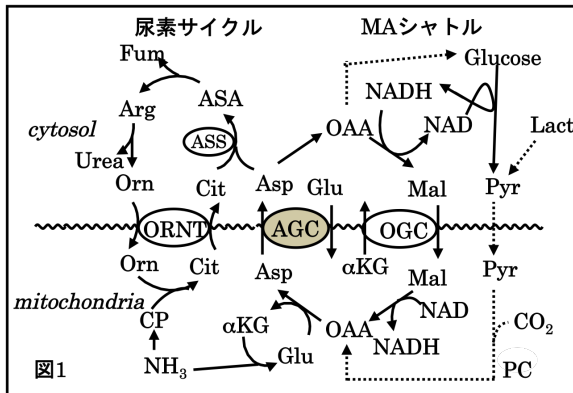 尿素サイクル
MAシャトル
Fum
Glucose
NADH
Arg
ASA
OAA
NAD
cytosol
ASS
Lact
Urea
Orn
Cit
Asp
Glu
Mal
Pyr
ORNT
AGC
OGC
Orn
Cit
Asp
αKG
Mal
Pyr
mitochondria
CP
αKG
OAA
NAD
CO2
NH3
Glu
NADH
PC
図1